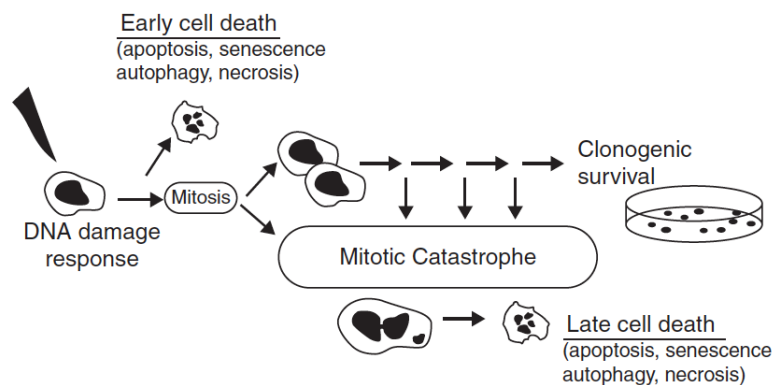 Early cell death
(apoptosis, senescence
autophagy, necrosis)
Mitosis
Clonogenic
survival
DNA damage
response
Mitotic Catastrophe
Late cell death
(apoptosis, senescence
autophagy, necrosis)